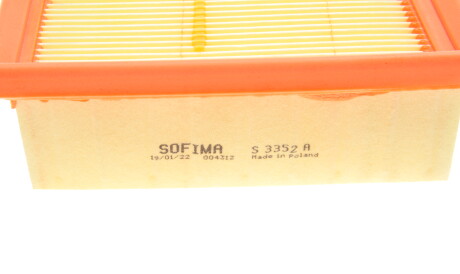 SOFIMA S 3352 A
19/01/22 004312 Made in Poland